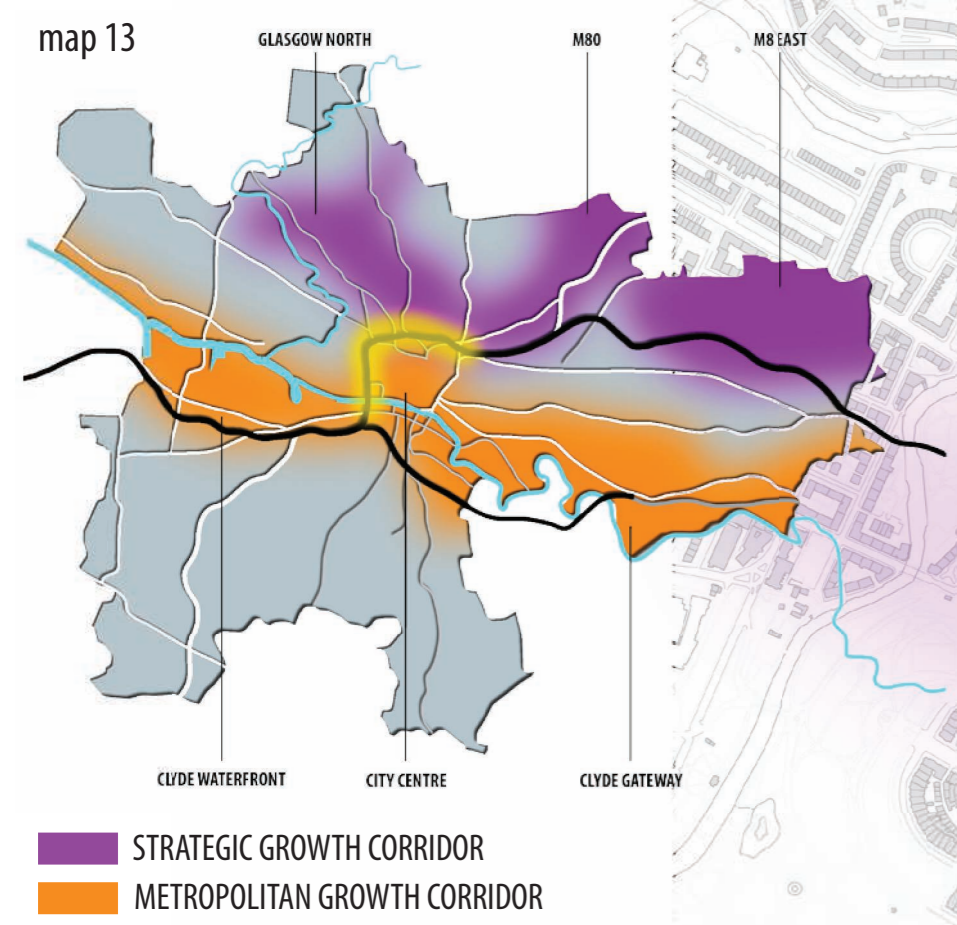 map 13
GLASGOW NORTH
M80
M8 EAST
CLYDE WATERFRONT
CITY CENTRE
CLYDE GATEWAY
STRATEGIC GROWTH CORRIDOR
METROPOLITAN GROWTH CORRIDOR